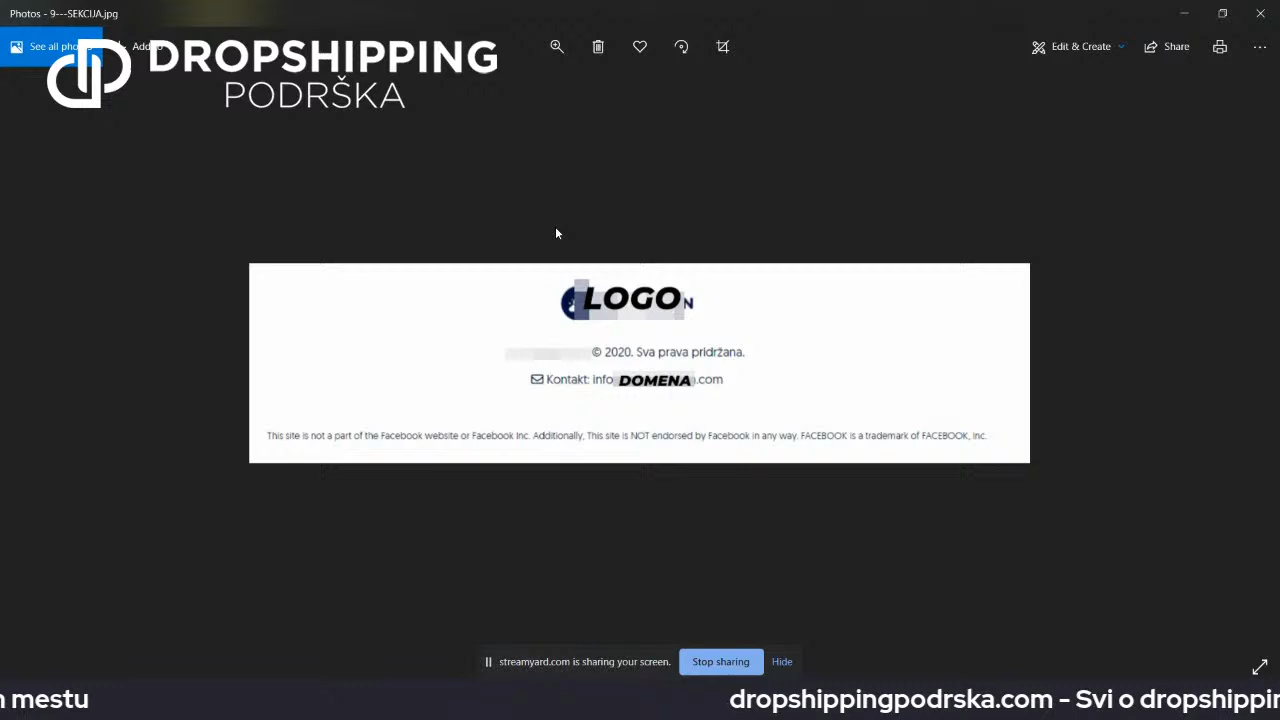 Photos - 9---SEKCIJA.jpg
See all photos
Edit & Create
Share
DROPSHIPPING
PODRŠKA
LOGO
N
© 2020. Sva prava pridržana.
Kontakt: info DOMENA .com
This site is not a part of the Facebook website or Facebook Inc. Additionally, This site is NOT endorsed by Facebook in any way. FACEBOOK is a trademark of FACEBOOK, Inc.
streamyard.com is sharing your screen.
Stop sharing
Hide
mestu
dropshippingpodrska.com - Svi o dropshippin